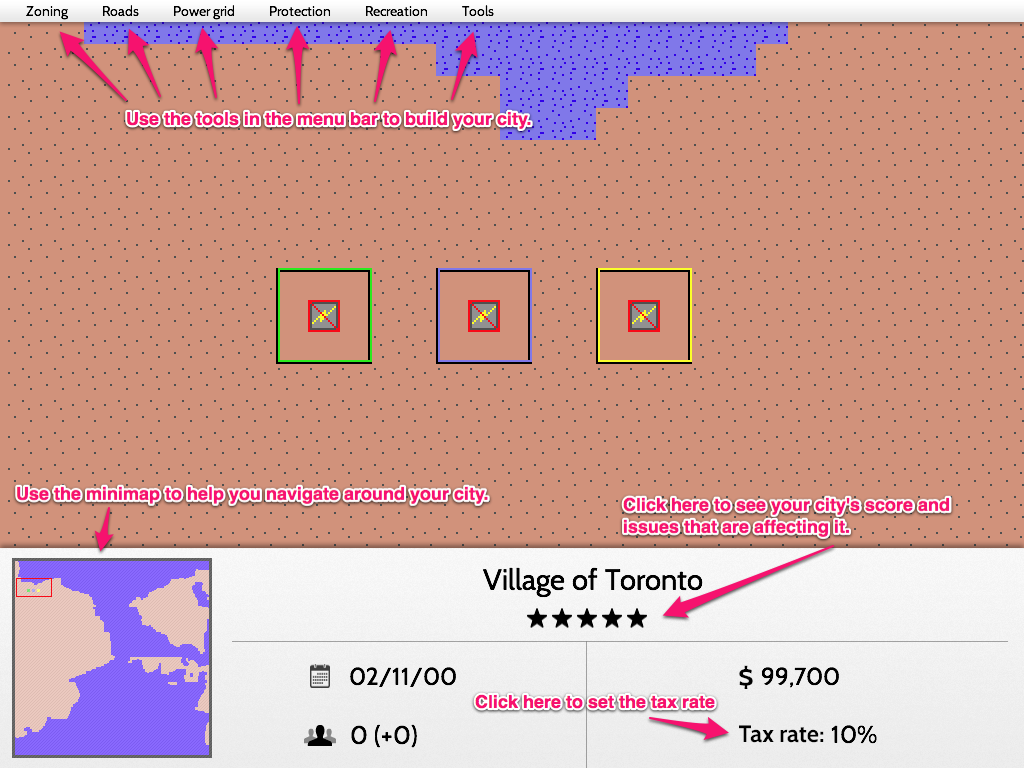 Zoning Roads Power grid Protection Recreation Tools
Use the tools in the menu bar to build your city.
Use the minimap to help you navigate around your city.
Click here to see your city's score and
issues that are affecting it.
Village of Toronto
★★★★★
02/11/00
$ 99,700
Click here to set the tax rate
0 (+0)
Tax rate: 10%